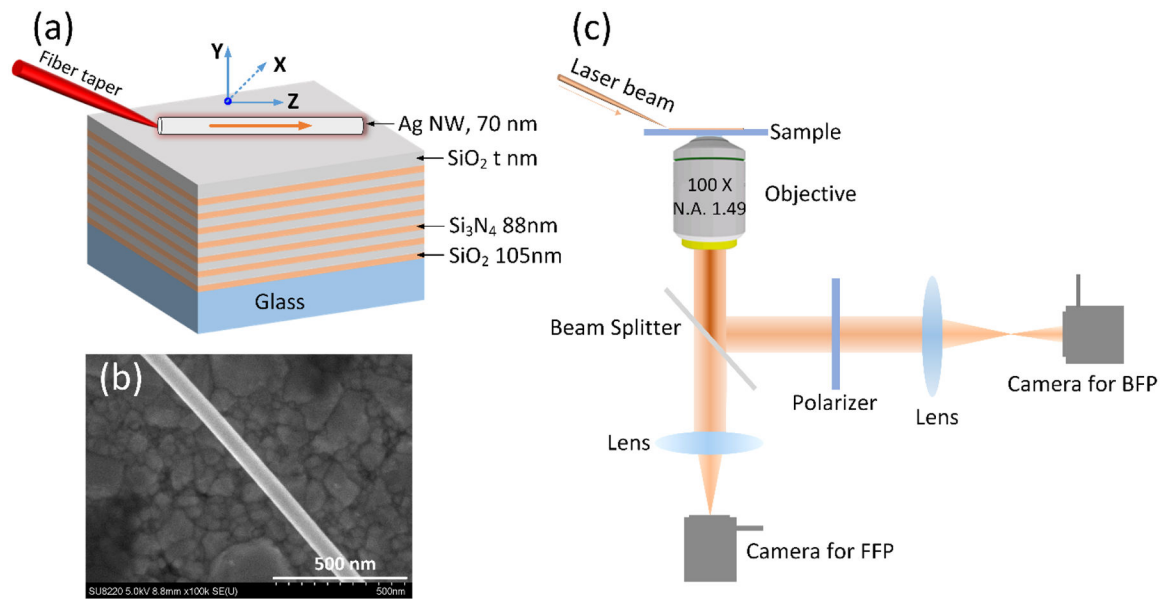 (a)
Fiber taper
Y
X
Z
Ag NW, 70 nm
SiO₂ t nm
Si₃N₄ 88nm
SiO₂ 105nm
Glass
(b)
500 nm
SU8220 5.0kV 8.8mm x100k SE(U)
500nm
(c)
Laser beam
Sample
100 X
N.A. 1.49
Objective
Beam Splitter
Polarizer
Lens
Camera for BFP
Lens
Camera for FFP